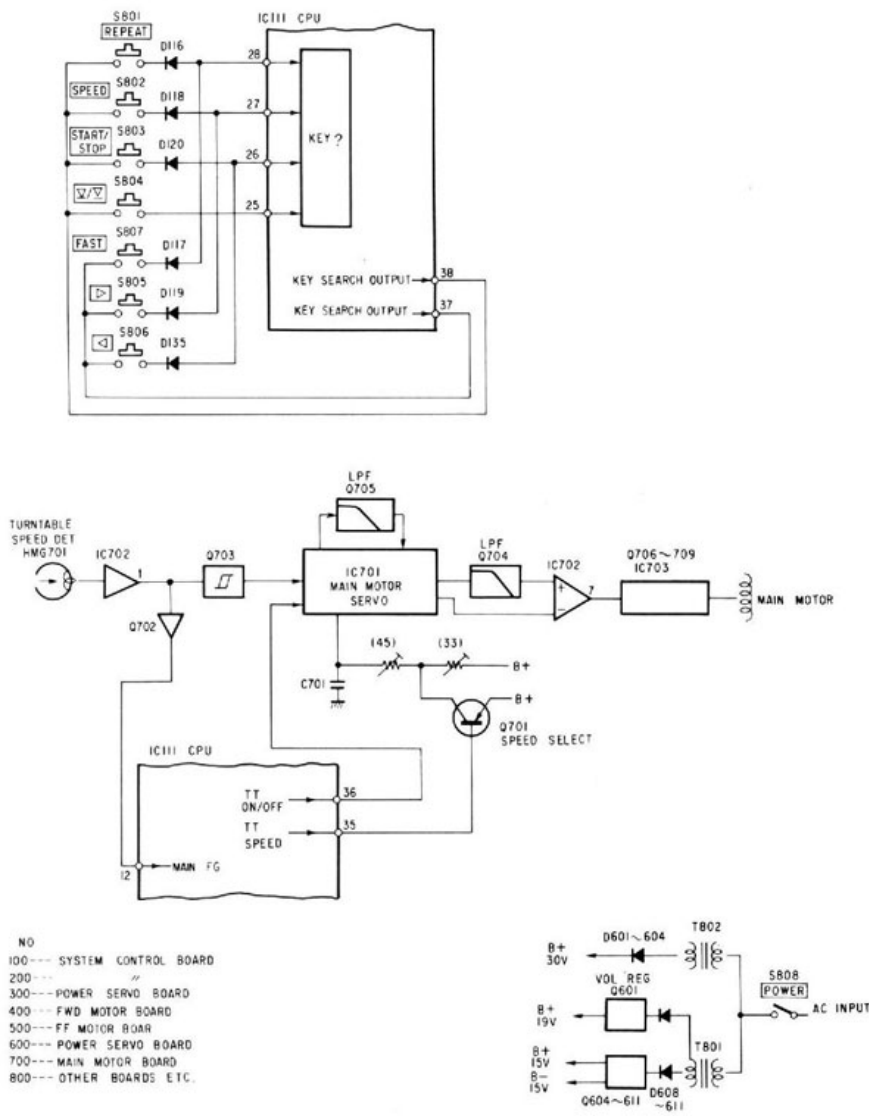 S801
REPEAT
D116
28
SPEED
S802
D118
27
START/
STOP
S803
D120
26
S804
25
FAST
S807
D117
▷
S805
D119
◁
S806
D135
IC111 CPU
KEY ?
KEY SEARCH OUTPUT
38
KEY SEARCH OUTPUT
37
LPF
Q705
TURNTABLE
SPEED DET
HMG701
IC702
1
Q703
IC701
MAIN MOTOR
SERVO
LPF
Q704
IC702
+
−
7
Q706~709
IC703
MAIN MOTOR
Q702
(45)
(33)
B+
C701
B+
Q701
SPEED SELECT
IC111 CPU
TT
ON/OFF
36
TT
SPEED
35
12
MAIN FG
NO
100--- SYSTEM CONTROL BOARD
200--- 〃
300--- POWER SERVO BOARD
400--- FWD MOTOR BOARD
500--- FF MOTOR BOAR
600--- POWER SERVO BOARD
700--- MAIN MOTOR BOARD
800--- OTHER BOARDS ETC.
B+
30V
D601~604
T802
VOL REG
Q601
B+
19V
S808
POWER
AC INPUT
B+
15V
B-
15V
T801
Q604~611
D608
~611